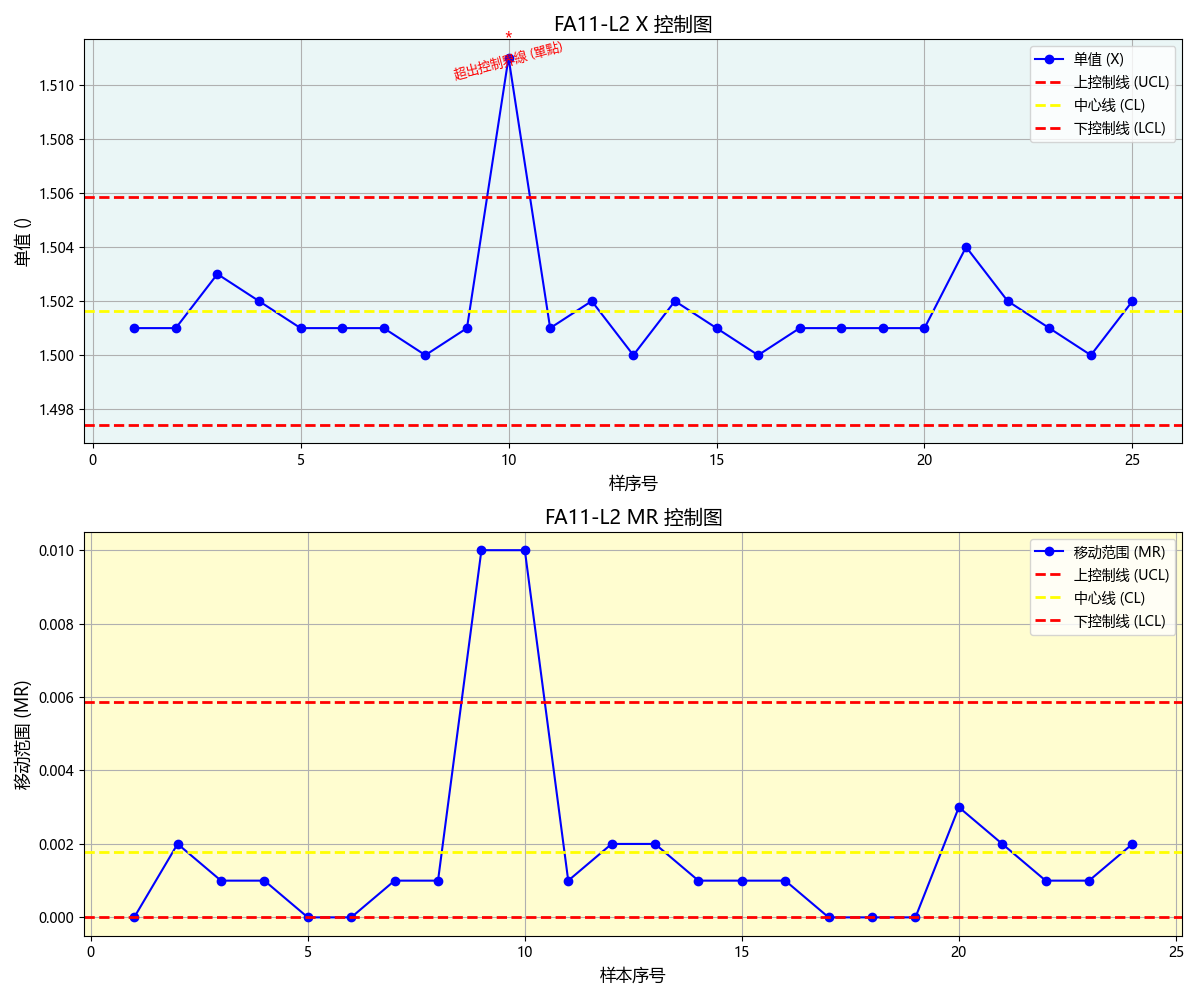 FA11-L2 X 控制图
*
超出控制界線 (單點)
单值 (X)
上控制线 (UCL)
中心线 (CL)
下控制线 (LCL)
单值 ()
1.510
1.508
1.506
1.504
1.502
1.500
1.498
0 5 10 15 20 25
样序号
FA11-L2 MR 控制图
移动范围 (MR)
上控制线 (UCL)
中心线 (CL)
下控制线 (LCL)
移动范围 (MR)
0.010
0.008
0.006
0.004
0.002
0.000
0 5 10 15 20 25
样本序号